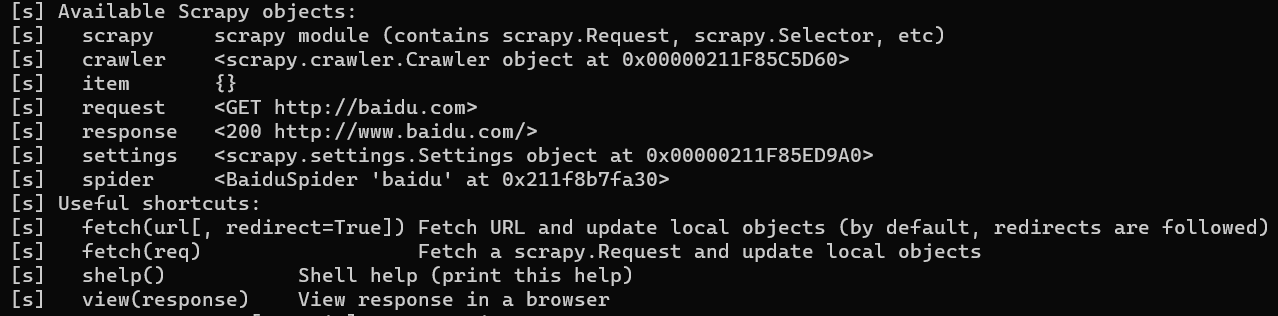 [s] Available Scrapy objects:
[s]   scrapy     scrapy module (contains scrapy.Request, scrapy.Selector, etc)
[s]   crawler    <scrapy.crawler.Crawler object at 0x00000211F85C5D60>
[s]   item       {}
[s]   request    <GET http://baidu.com>
[s]   response   <200 http://www.baidu.com/>
[s]   settings   <scrapy.settings.Settings object at 0x00000211F85ED9A0>
[s]   spider     <BaiduSpider 'baidu' at 0x211f8b7fa30>
[s] Useful shortcuts:
[s]   fetch(url[, redirect=True]) Fetch URL and update local objects (by default, redirects are followed)
[s]   fetch(req)                  Fetch a scrapy.Request and update local objects
[s]   shelp()           Shell help (print this help)
[s]   view(response)    View response in a browser